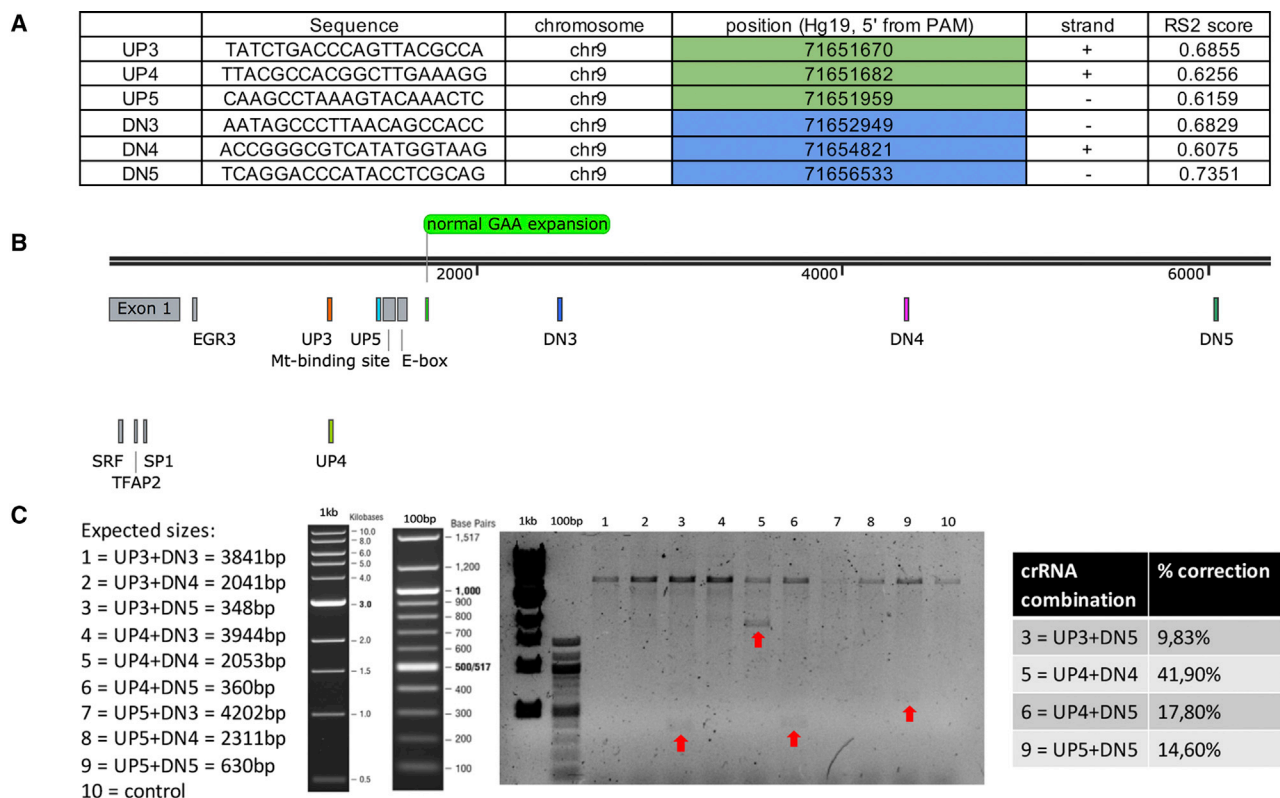 A
Sequence chromosome position (Hg19, 5' from PAM) strand RS2 score
UP3 TATCTGACCCAGTTACGCCA chr9 71651670 + 0.6855
UP4 TTACGCCACGGCTTGAAAGG chr9 71651682 + 0.6256
UP5 CAAGCCTAAAGTACAAACTC chr9 71651959 - 0.6159
DN3 AATAGCCCTTAACAGCCACC chr9 71652949 - 0.6829
DN4 ACCGGGCGTCATATGGTAAG chr9 71654821 + 0.6075
DN5 TCAGGACCCATACCTCGCAG chr9 71656533 - 0.7351
B
normal GAA expansion
2000 4000 6000
Exon 1
EGR3 UP3 UP5 DN3 DN4 DN5
Mt-binding site E-box
SRF SP1 UP4
TFAP2
C
Expected sizes:
1 = UP3+DN3 = 3841bp
2 = UP3+DN4 = 2041bp
3 = UP3+DN5 = 348bp
4 = UP4+DN3 = 3944bp
5 = UP4+DN4 = 2053bp
6 = UP4+DN5 = 360bp
7 = UP5+DN3 = 4202bp
8 = UP5+DN4 = 2311bp
9 = UP5+DN5 = 630bp
10 = control
1kb Kilobases
10.0
8.0
6.0
5.0
4.0
3.0
2.0
1.5
1.0
0.5
100bp Base Pairs
1,517
1,200
1,000
900
800
700
600
500/517
400
300
200
100
1kb 100bp 1 2 3 4 5 6 7 8 9 10
crRNA combination % correction
3 = UP3+DN5 9,83%
5 = UP4+DN4 41,90%
6 = UP4+DN5 17,80%
9 = UP5+DN5 14,60%